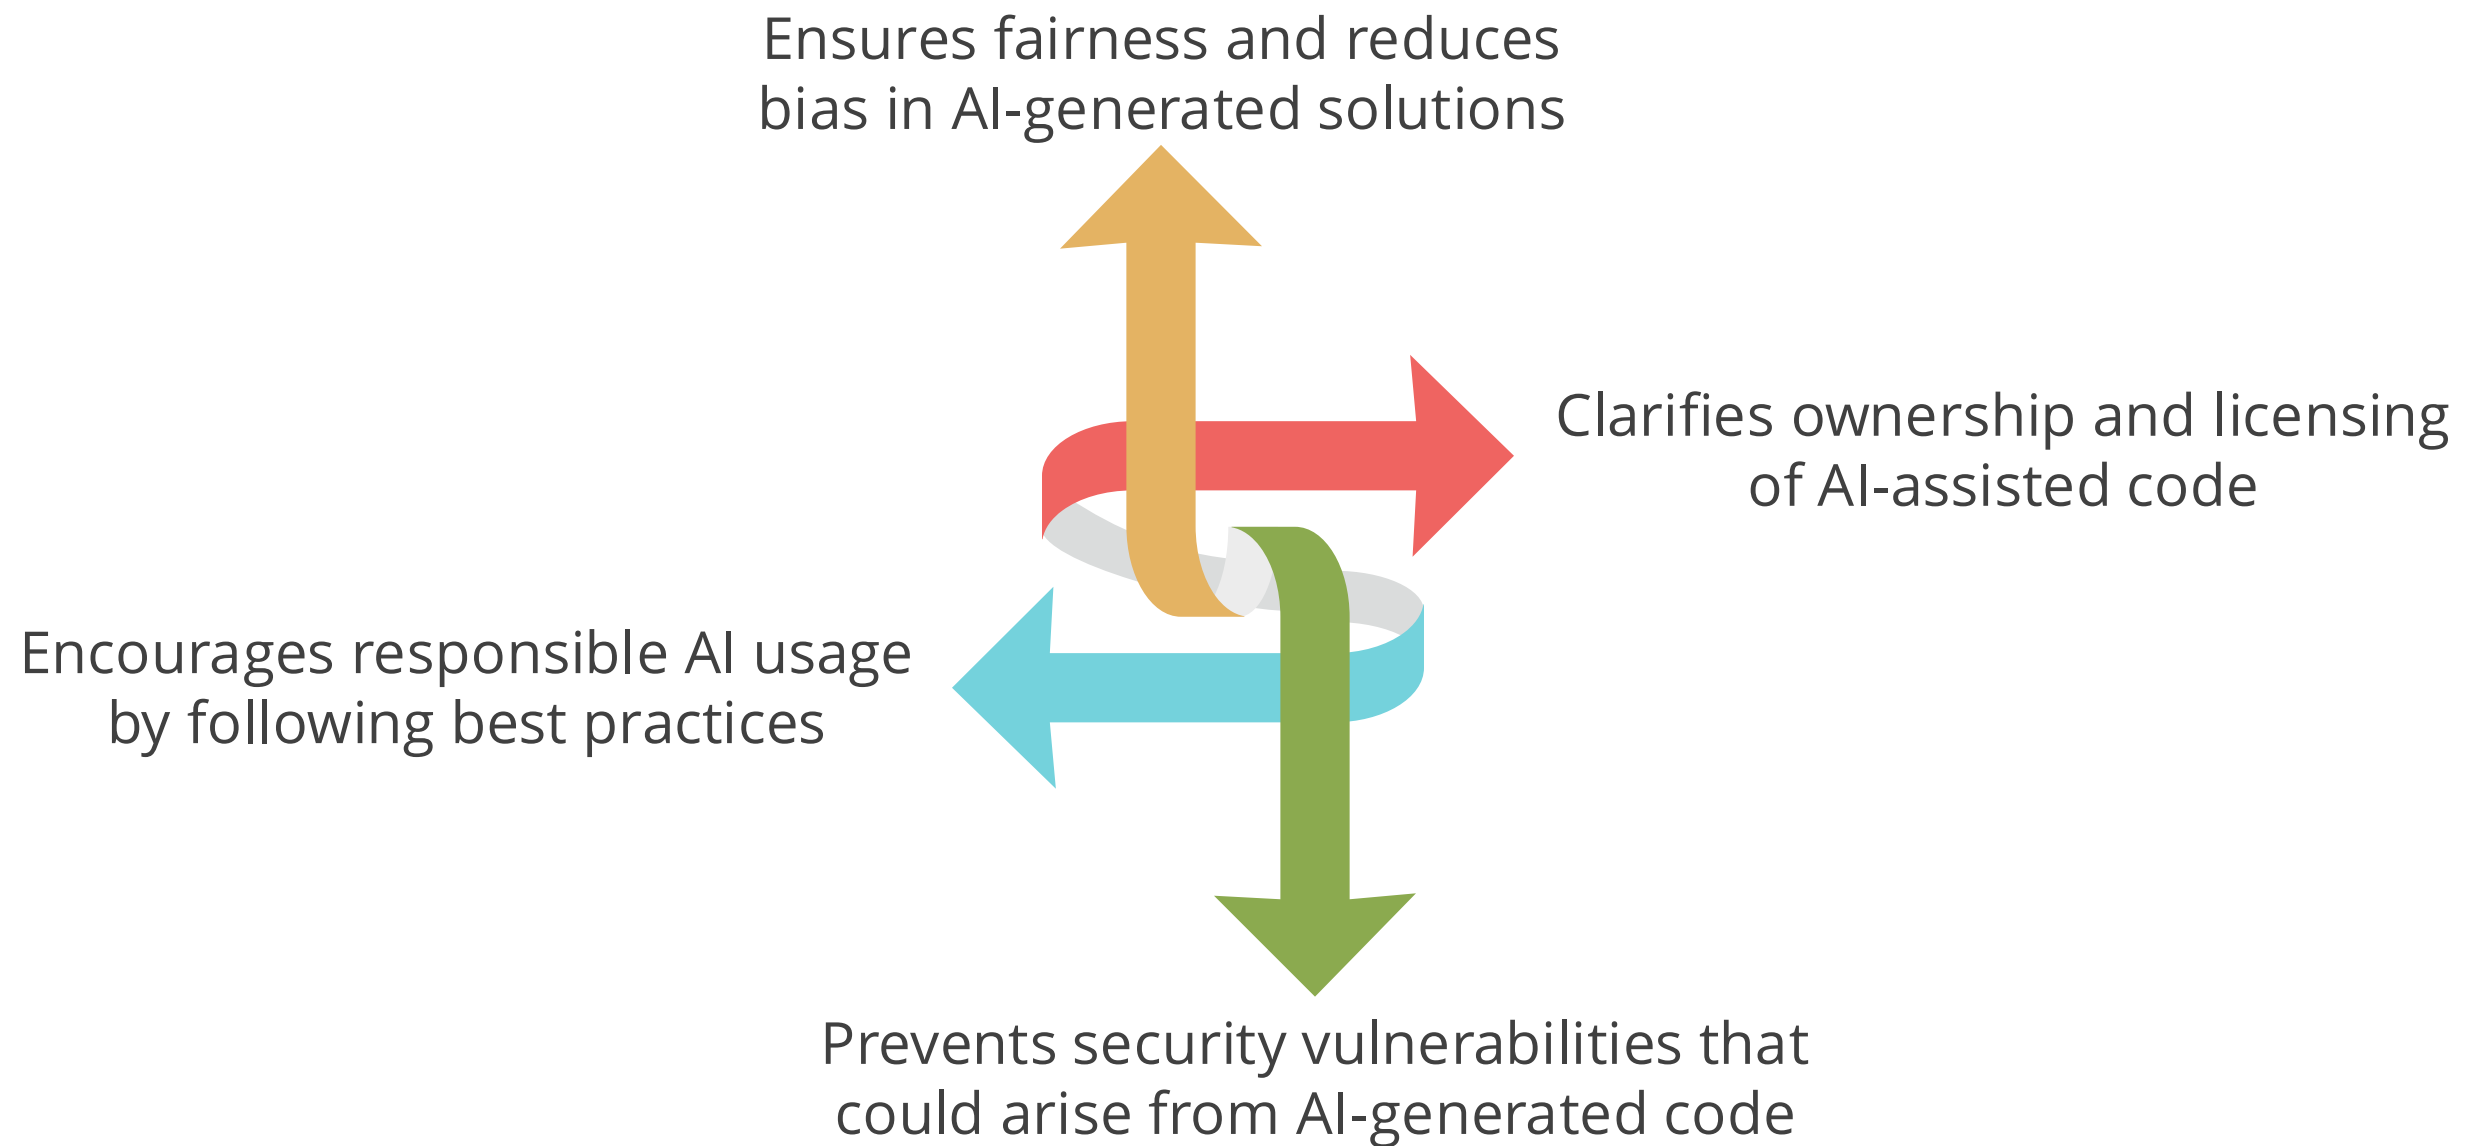 Ensures fairness and reduces
bias in AI-generated solutions
Clarifies ownership and licensing
of AI-assisted code
Encourages responsible AI usage
by following best practices
Prevents security vulnerabilities that
could arise from AI-generated code